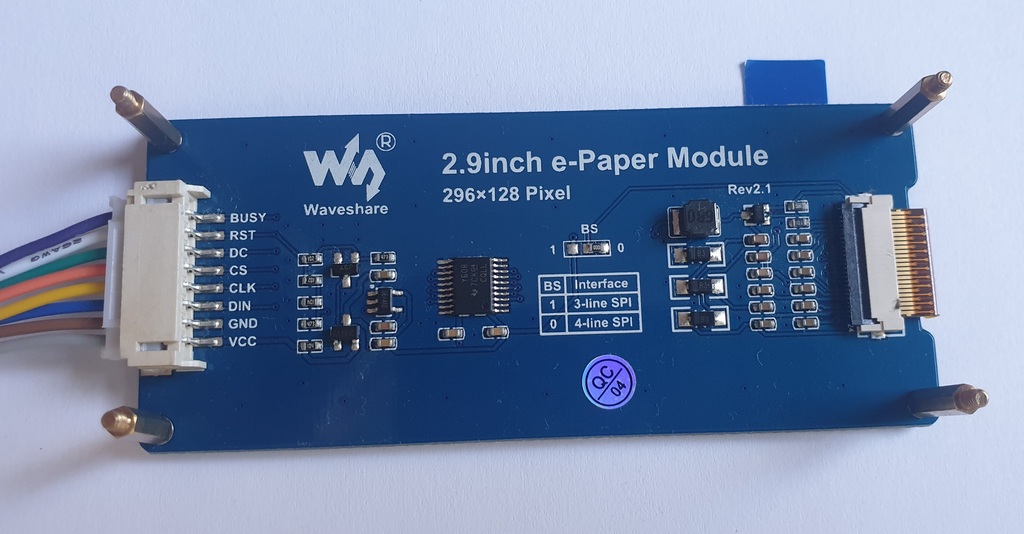 ®
Waveshare
2.9inch e-Paper Module
296×128 Pixel
Rev2.1
BUSY
RST
DC
CS
CLK
DIN
GND
VCC
BS
1 0
BS Interface
1 3-line SPI
0 4-line SPI
QC
04